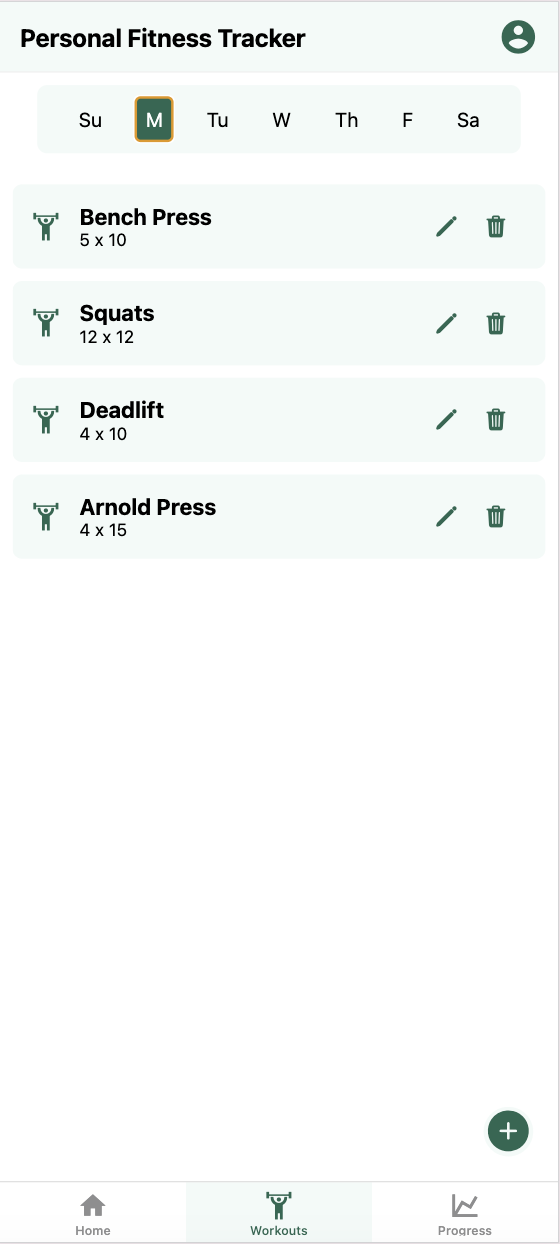 Personal Fitness Tracker
Su M Tu W Th F Sa
Bench Press
5 x 10
Squats
12 x 12
Deadlift
4 x 10
Arnold Press
4 x 15
Home Workouts Progress